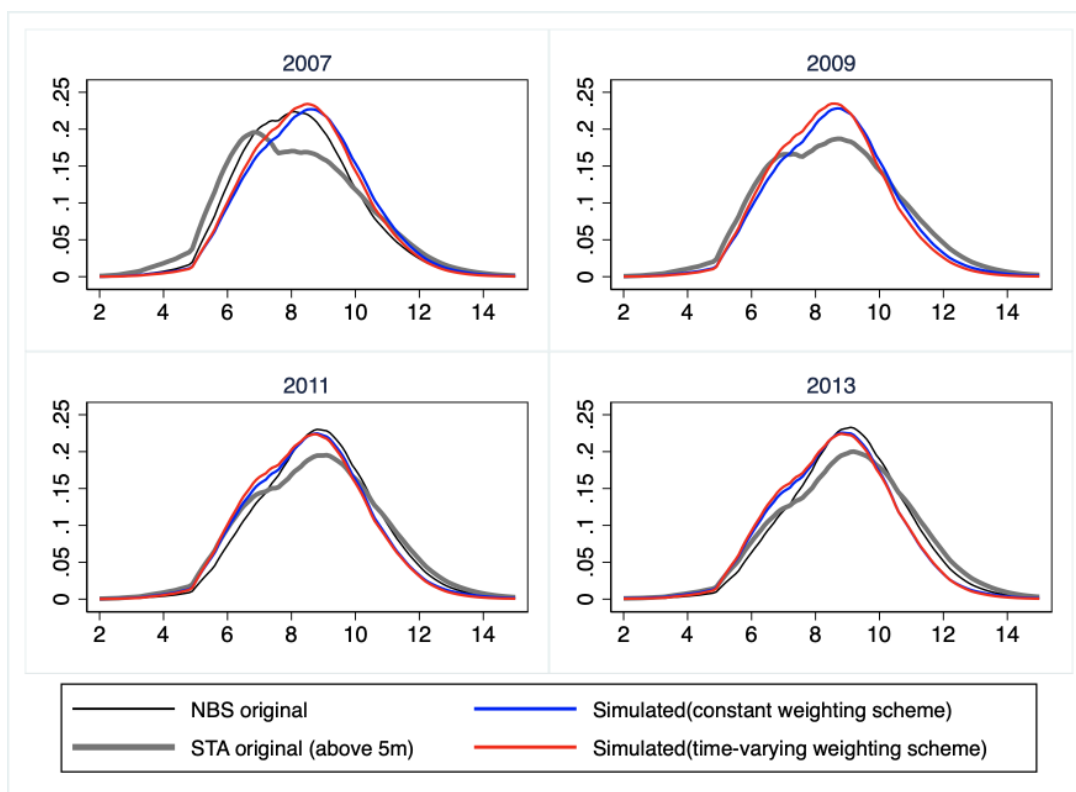 2007
2009
0 .05 .1 .15 .2 .25
2 4 6 8 10 12 14
0 .05 .1 .15 .2 .25
2 4 6 8 10 12 14
2011
2013
0 .05 .1 .15 .2 .25
2 4 6 8 10 12 14
0 .05 .1 .15 .2 .25
2 4 6 8 10 12 14
NBS original
Simulated(constant weighting scheme)
STA original (above 5m)
Simulated(time-varying weighting scheme)